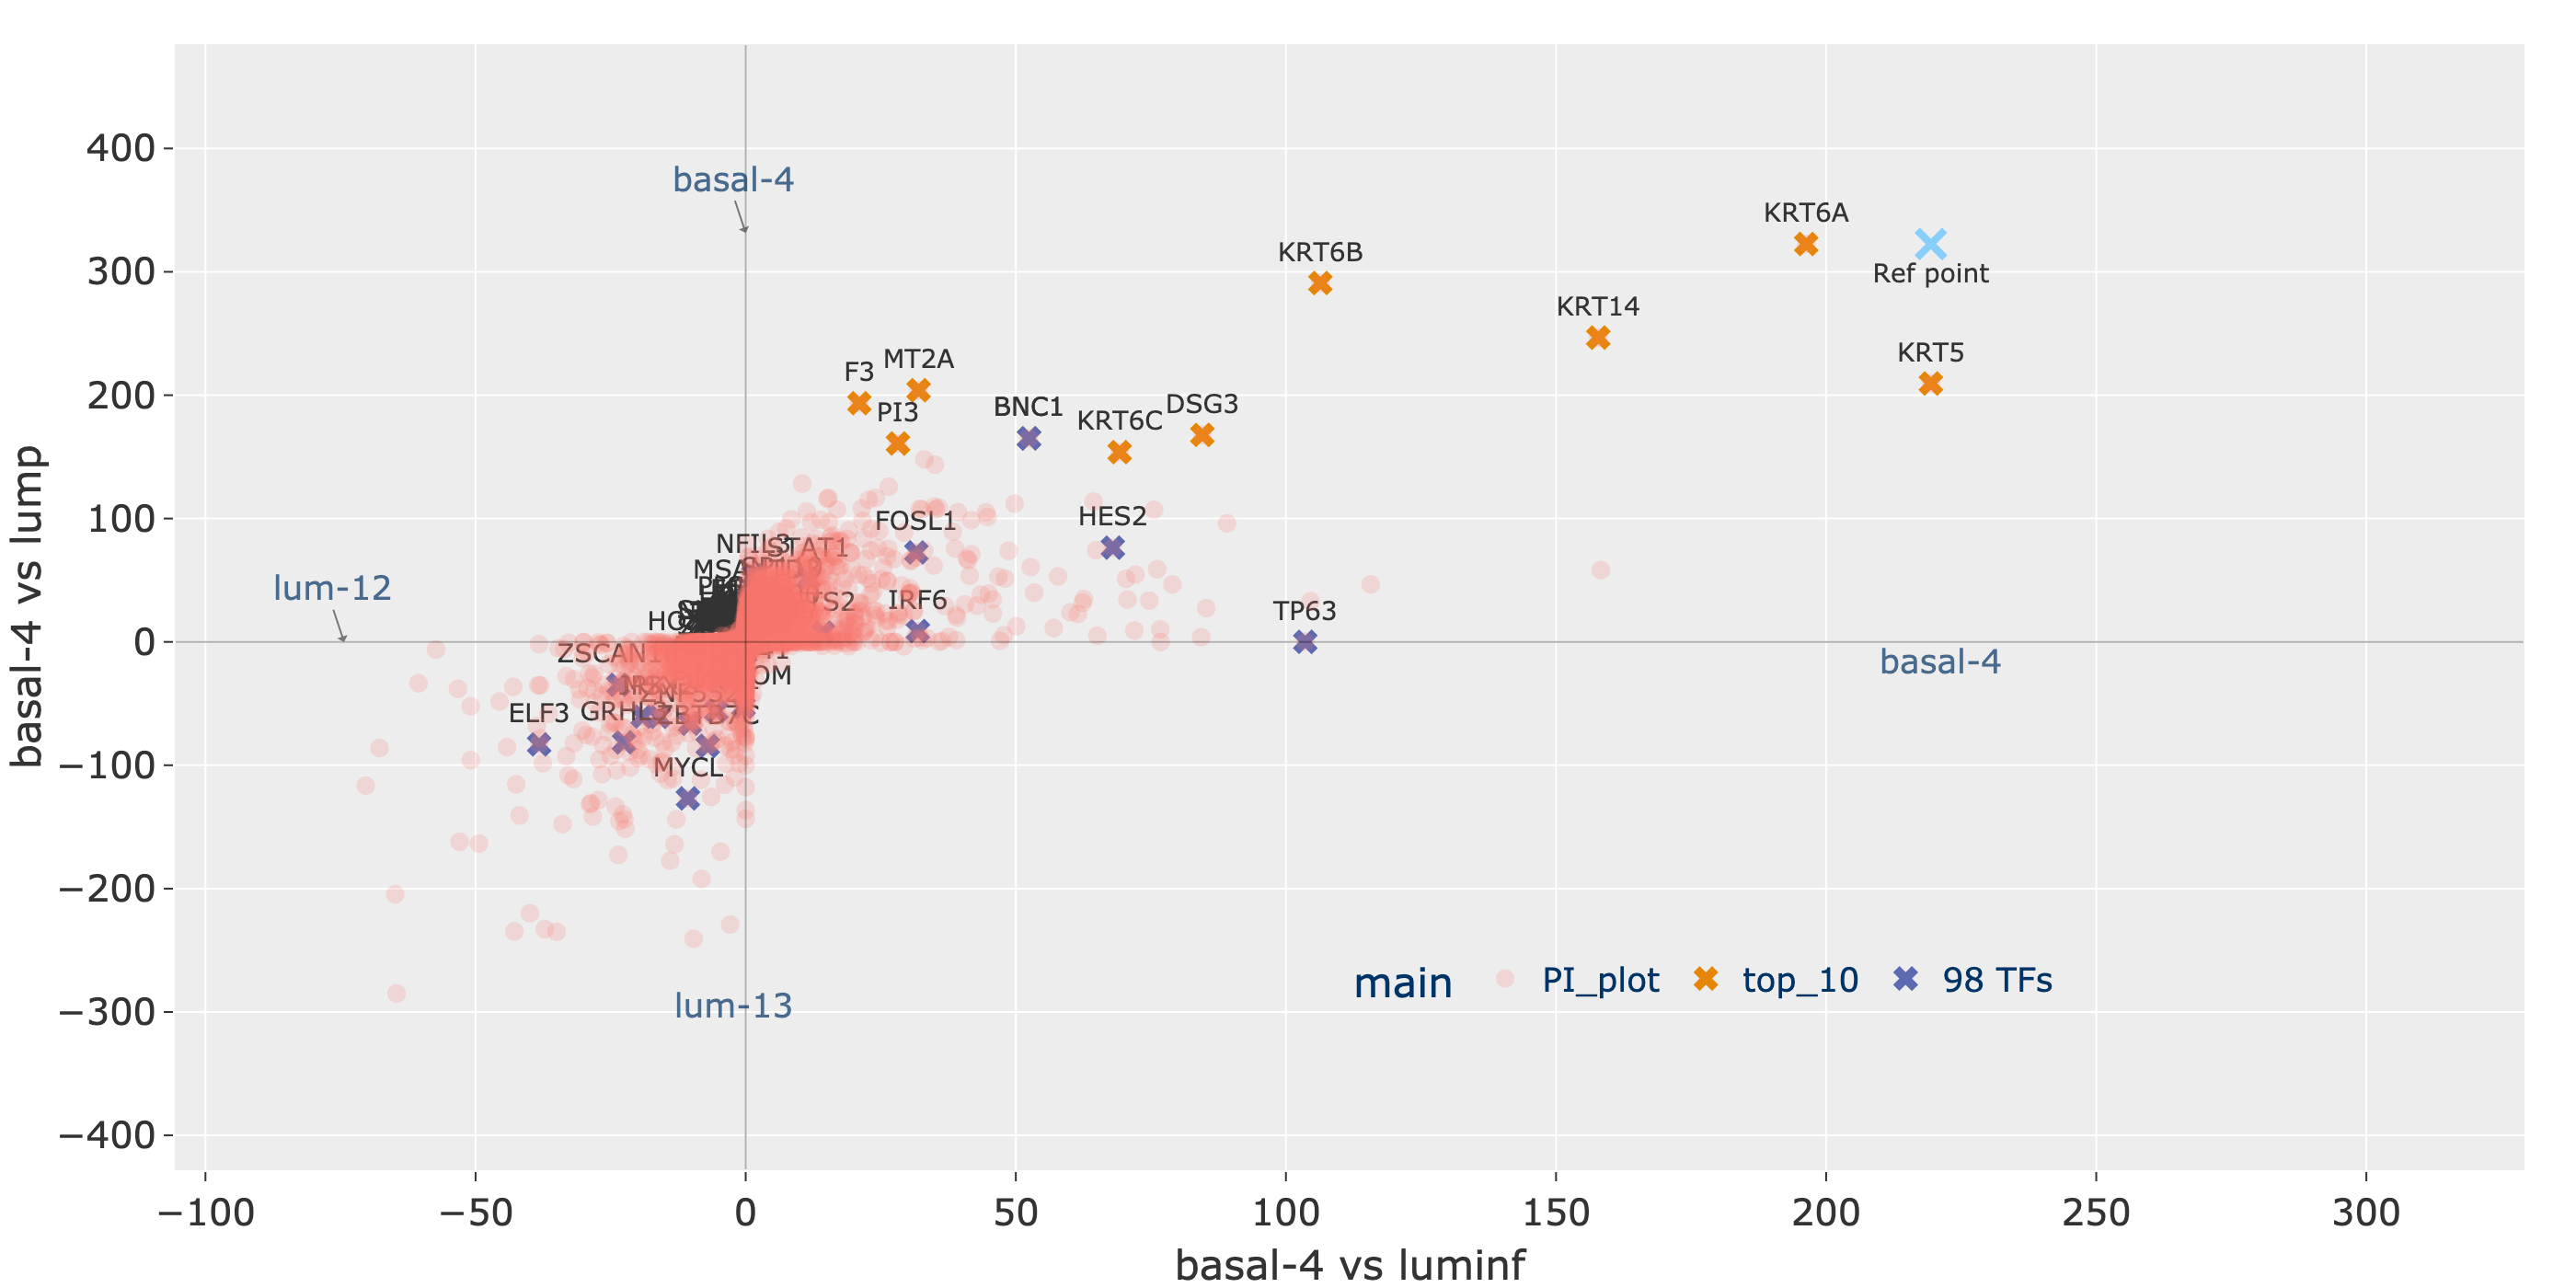 400
basal-4
KRT6A
KRT6B
300
Ref point
KRT14
KRT5
MT2A
F3
200
DSG3
BNC1
PI3
KRT6C
100
HES2
FOSL1
NFIL3
STAT1
basal-4 vs lump
lum-12
IRF6
TP63
0
ZSCAN1
basal-4
ELF3
−100
MYCL
−200
main PI_plot top_10 98 TFs
lum-13
−300
−400
−100 −50 0 50 100 150 200 250 300
basal-4 vs luminf